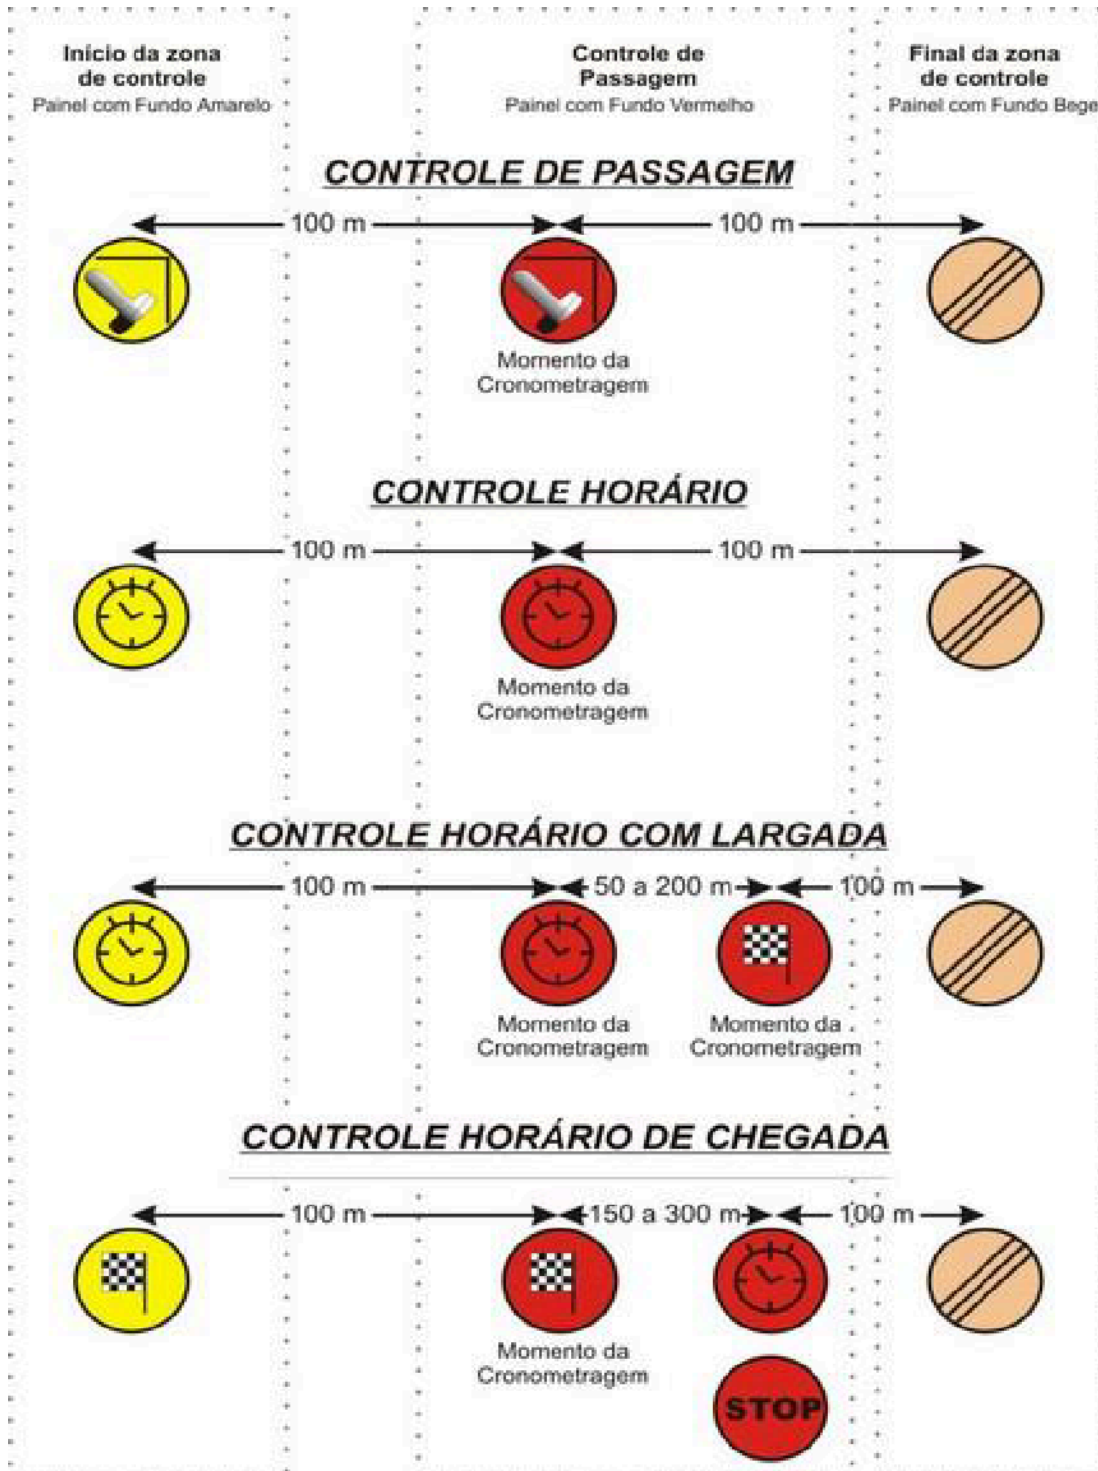 Início da zona
de controle
Painel com Fundo Amarelo
Controle de
Passagem
Painel com Fundo Vermelho
Final da zona
de controle
Painel com Fundo Bege
CONTROLE DE PASSAGEM
100 m
100 m
Momento da
Cronometragem
CONTROLE HORÁRIO
100 m
100 m
Momento da
Cronometragem
CONTROLE HORÁRIO COM LARGADA
100 m
50 a 200 m
100 m
Momento da
Cronometragem
Momento da
Cronometragem
CONTROLE HORÁRIO DE CHEGADA
100 m
150 a 300 m
100 m
Momento da
Cronometragem
STOP